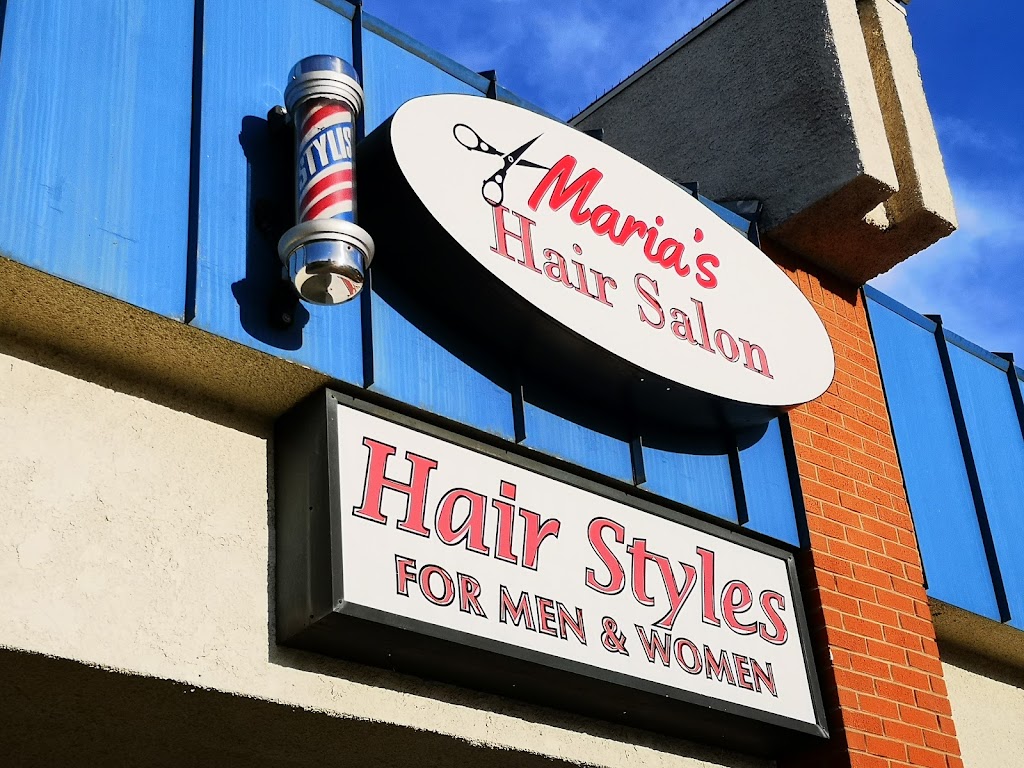 STYLIS
Maria's
Hair Salon
Hair Styles
FOR MEN & WOMEN